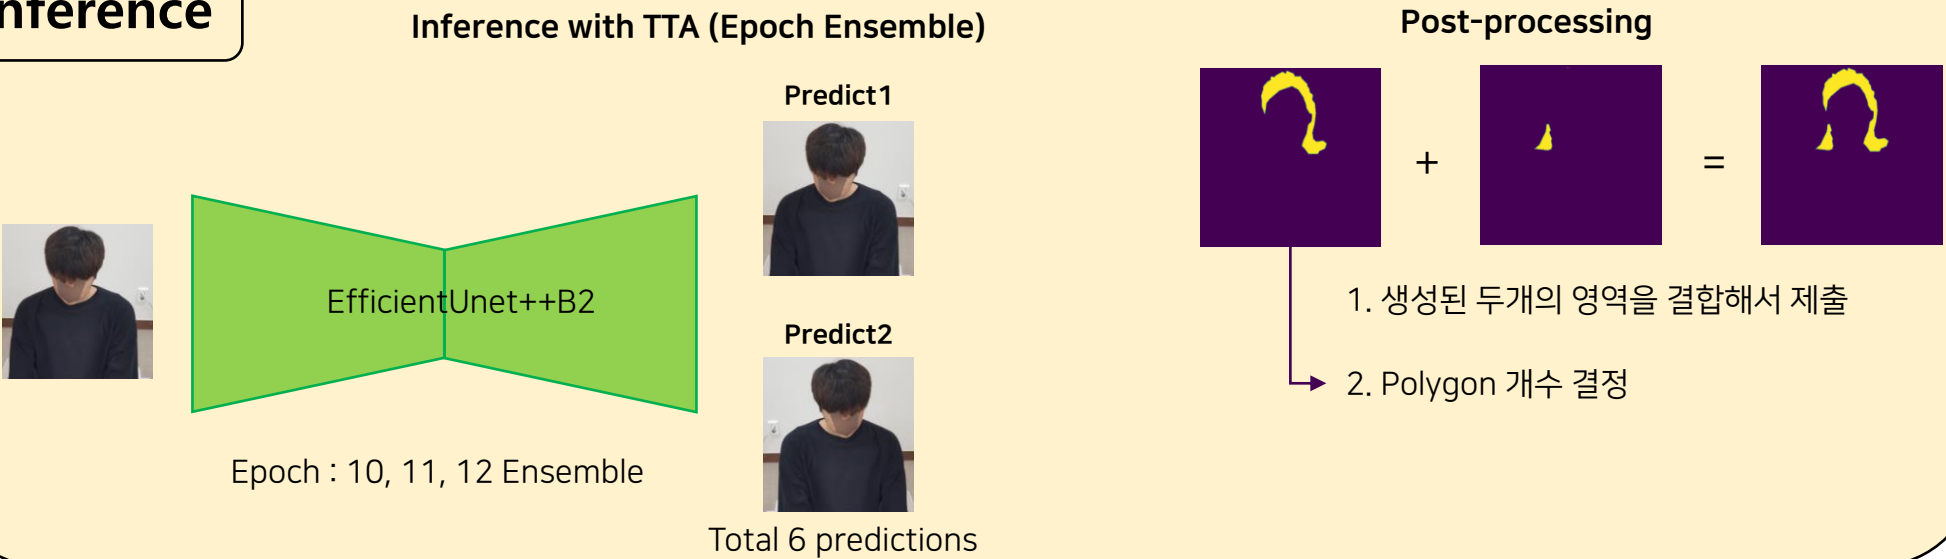 nference
Inference with TTA (Epoch Ensemble)
Post-processing
Predict1
EfficientUnet++B2
Predict2
Epoch : 10, 11, 12 Ensemble
Total 6 predictions
+
=
1. 생성된 두개의 영역을 결합해서 제출
2. Polygon 개수 결정